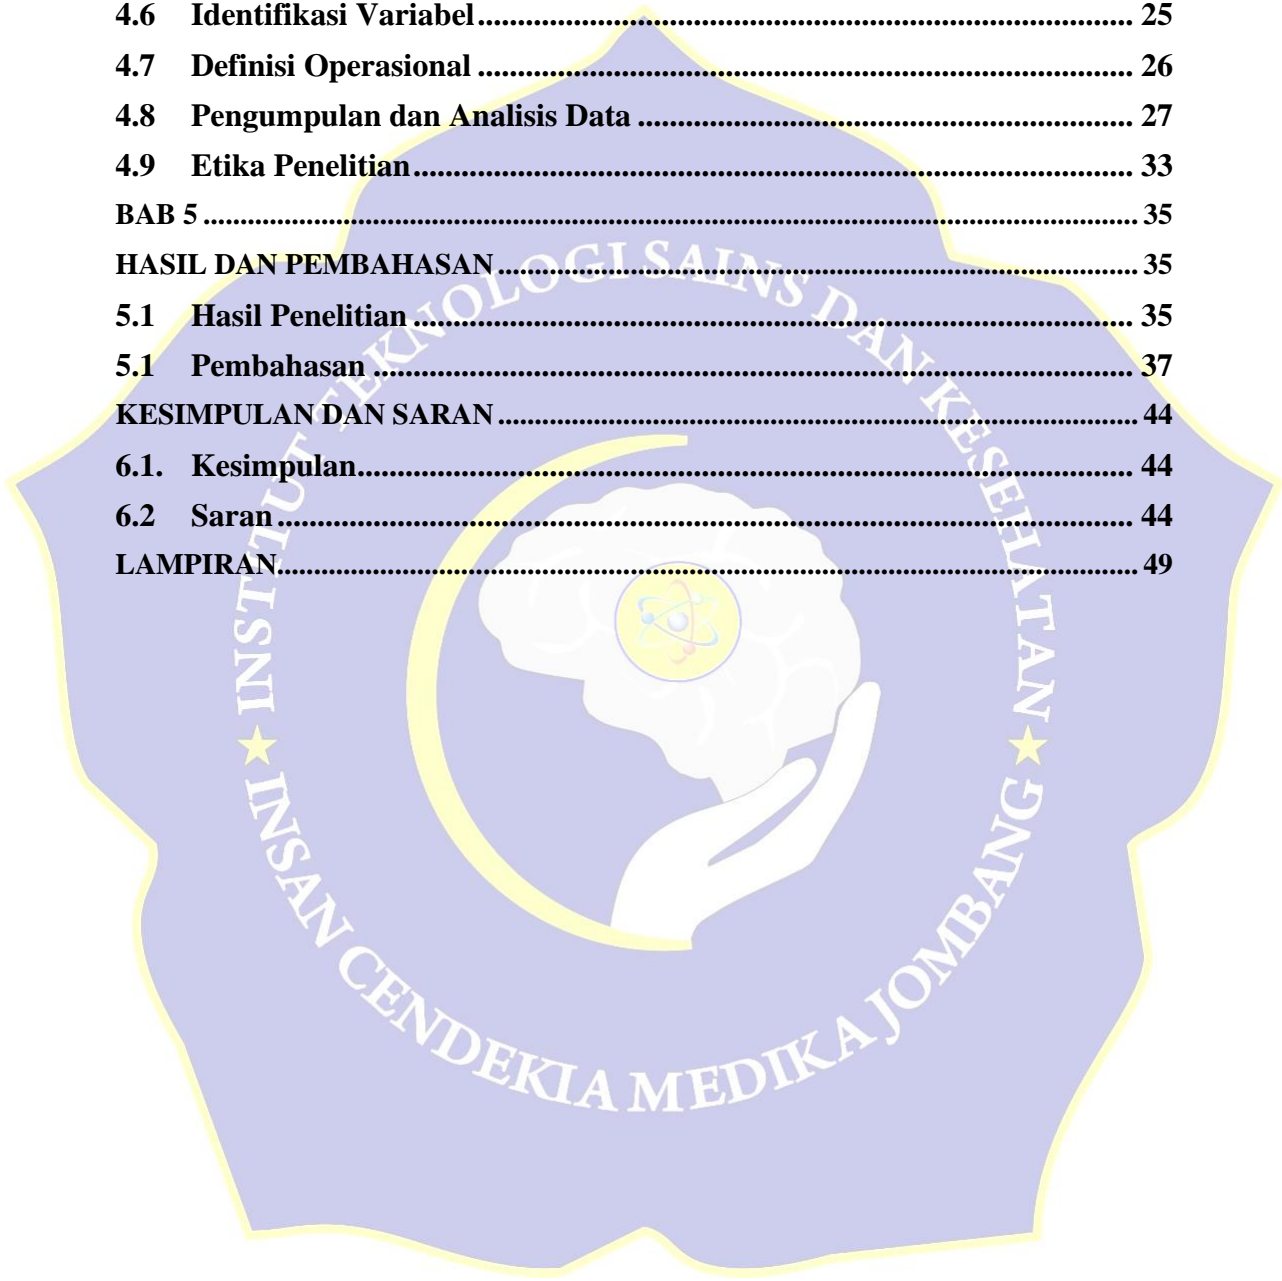 4.6 Identifikasi Variabel.......................................................................................... 25
4.7 Definisi Operasional .......................................................................................... 26
4.8 Pengumpulan dan Analisis Data .................................................................... 27
4.9 Etika Penelitian.................................................................................................. 33
BAB 5 ............................................................................................................................... 35
HASIL DAN PEMBAHASAN ....................................................................................... 35
5.1 Hasil Penelitian .................................................................................................. 35
5.1 Pembahasan ....................................................................................................... 37
KESIMPULAN DAN SARAN ....................................................................................... 44
6.1. Kesimpulan......................................................................................................... 44
6.2 Saran ................................................................................................................... 44
LAMPIRAN..................................................................................................................... 49
INSTITUT TEKNOLOGI SAINS DAN KESEHATAN
INSAN CENDEKIA MEDIKA JOMBANG